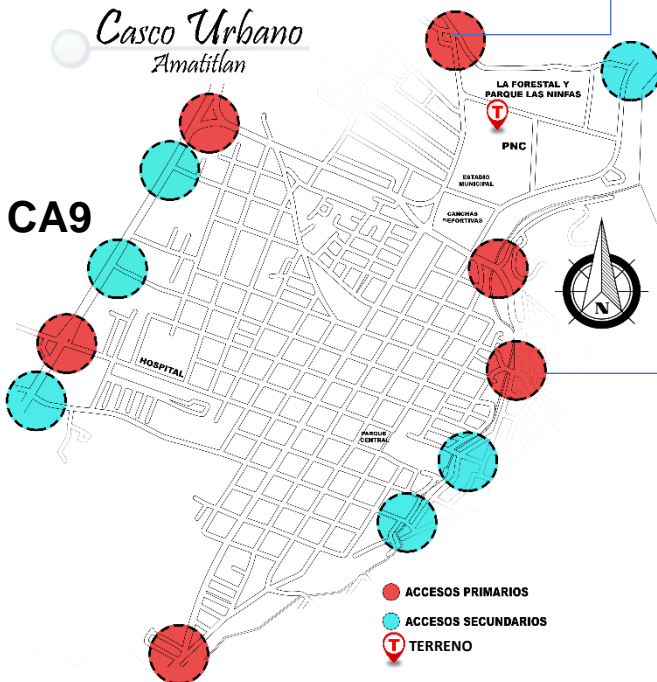 Casco Urbano
Amatitlan
LA FORESTAL Y
PARQUE LAS NINFAS
T
PNC
ESTADIO
MUNICIPAL
CANCHAS
DEPORTIVAS
CA9
N
HOSPITAL
PARQUE
CENTRAL
ACCESOS PRIMARIOS
ACCESOS SECUNDARIOS
T TERRENO